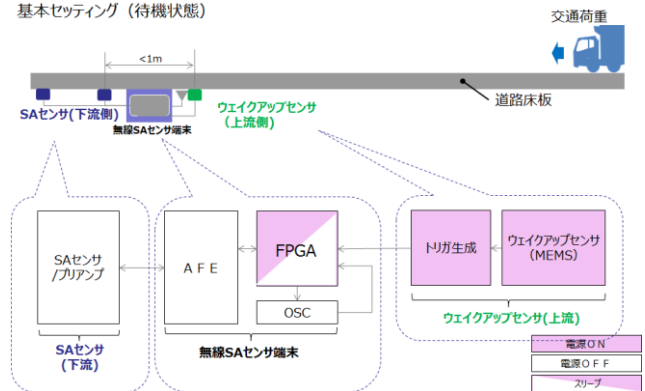 基本セッティング（待機状態）
交通荷重
<1m
道路床板
SAセンサ(下流側)
ウェイクアップセンサ
（上流側）
無線SAセンサ端末
SAセンサ
/プリアンプ
ＡＦＥ
FPGA
OSC
トリガ生成
ウェイクアップセンサ
(MEMS)
ウェイクアップセンサ(上流)
SAセンサ
(下流)
無線SAセンサ端末
電源ＯＮ
電源ＯＦＦ
スリープ